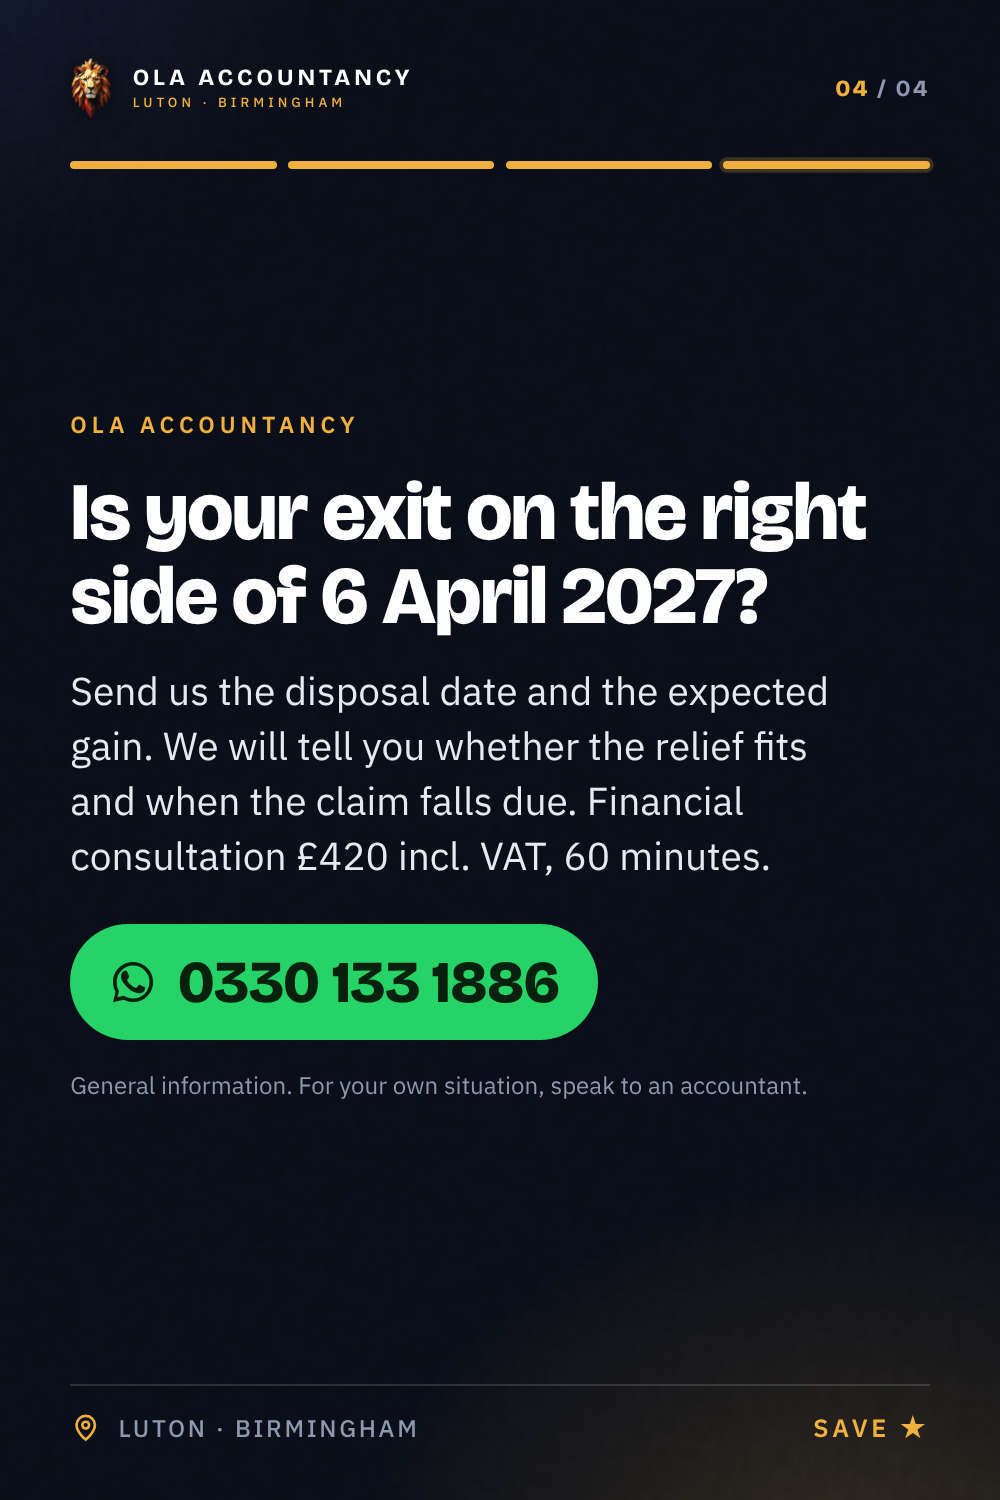 OLA ACCOUNTANCY
LUTON · BIRMINGHAM
04 / 04
OLA ACCOUNTANCY
Is your exit on the right
side of 6 April 2027?
Send us the disposal date and the expected
gain. We will tell you whether the relief fits
and when the claim falls due. Financial
consultation £420 incl. VAT, 60 minutes.
0330 133 1886
General information. For your own situation, speak to an accountant.
LUTON · BIRMINGHAM
SAVE ★